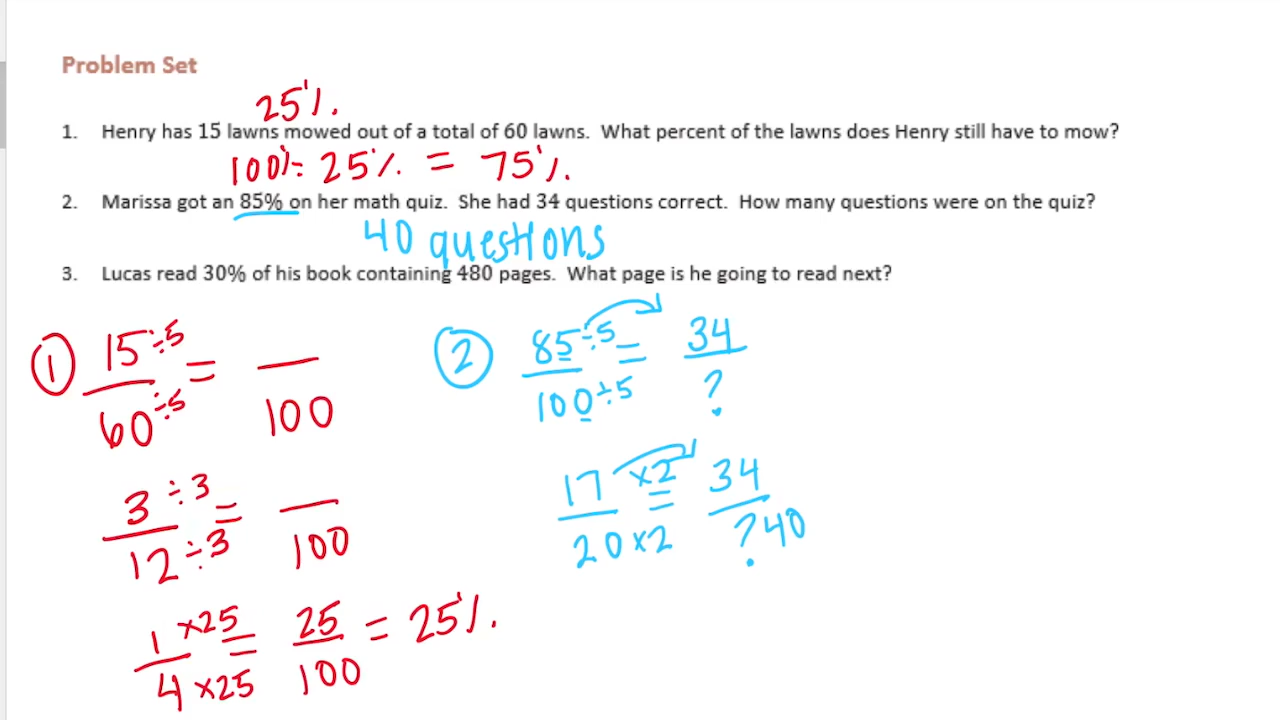 Problem Set
25%
1. Henry has 15 lawns mowed out of a total of 60 lawns. What percent of the lawns does Henry still have to mow?
100% - 25% = 75%
2. Marissa got an 85% on her math quiz. She had 34 questions correct. How many questions were on the quiz?
40 questions
3. Lucas read 30% of his book containing 480 pages. What page is he going to read next?
1 15÷5 =
60÷5 100
2 85÷5 = 34
100÷5 ?
3÷3 =
12÷3 100
17 ×2 = 34
20×2 ? 40
1 ×25 = 25 = 25%
4 ×25 100